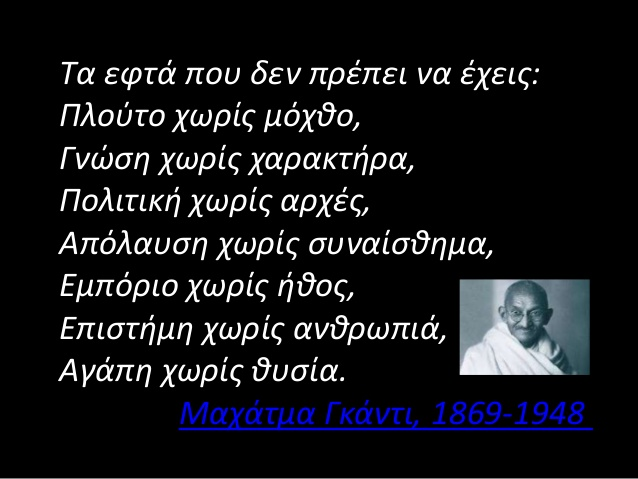 Τα εφτά που δεν πρέπει να έχεις:
Πλούτο χωρίς μόχθο,
Γνώση χωρίς χαρακτήρα,
Πολιτική χωρίς αρχές,
Απόλαυση χωρίς συναίσθημα,
Εμπόριο χωρίς ήθος,
Επιστήμη χωρίς ανθρωπιά,
Αγάπη χωρίς θυσία.
Μαχάτμα Γκάντι, 1869-1948